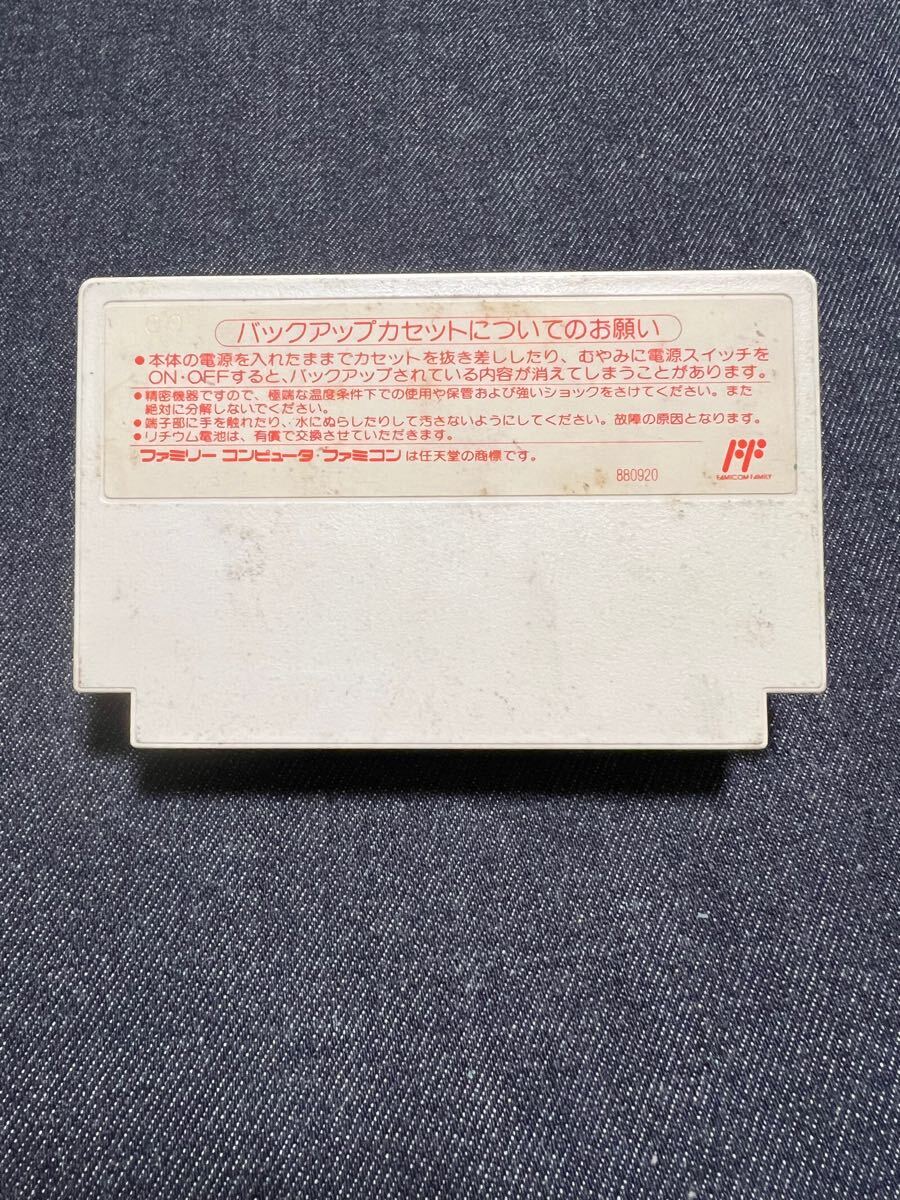 バックアップカセットについてのお願い
●本体の電源を入れたままでカセットを抜き差ししたり、むやみに電源スイッチを
ON・OFFすると、バックアップされている内容が消えてしまうことがあります。
●精密機器ですので、極端な温度条件下での使用や保管および強いショックをさけてください。また
絶対に分解しないでください。
●端子部に手を触れたり、水にぬらしたりして汚さないようにしてください。故障の原因となります。
●リチウム電池は、有償で交換させていただきます。
ファミリー コンピュータ・ファミコンは任天堂の商標です。
880920
FAMICOM FAMILY